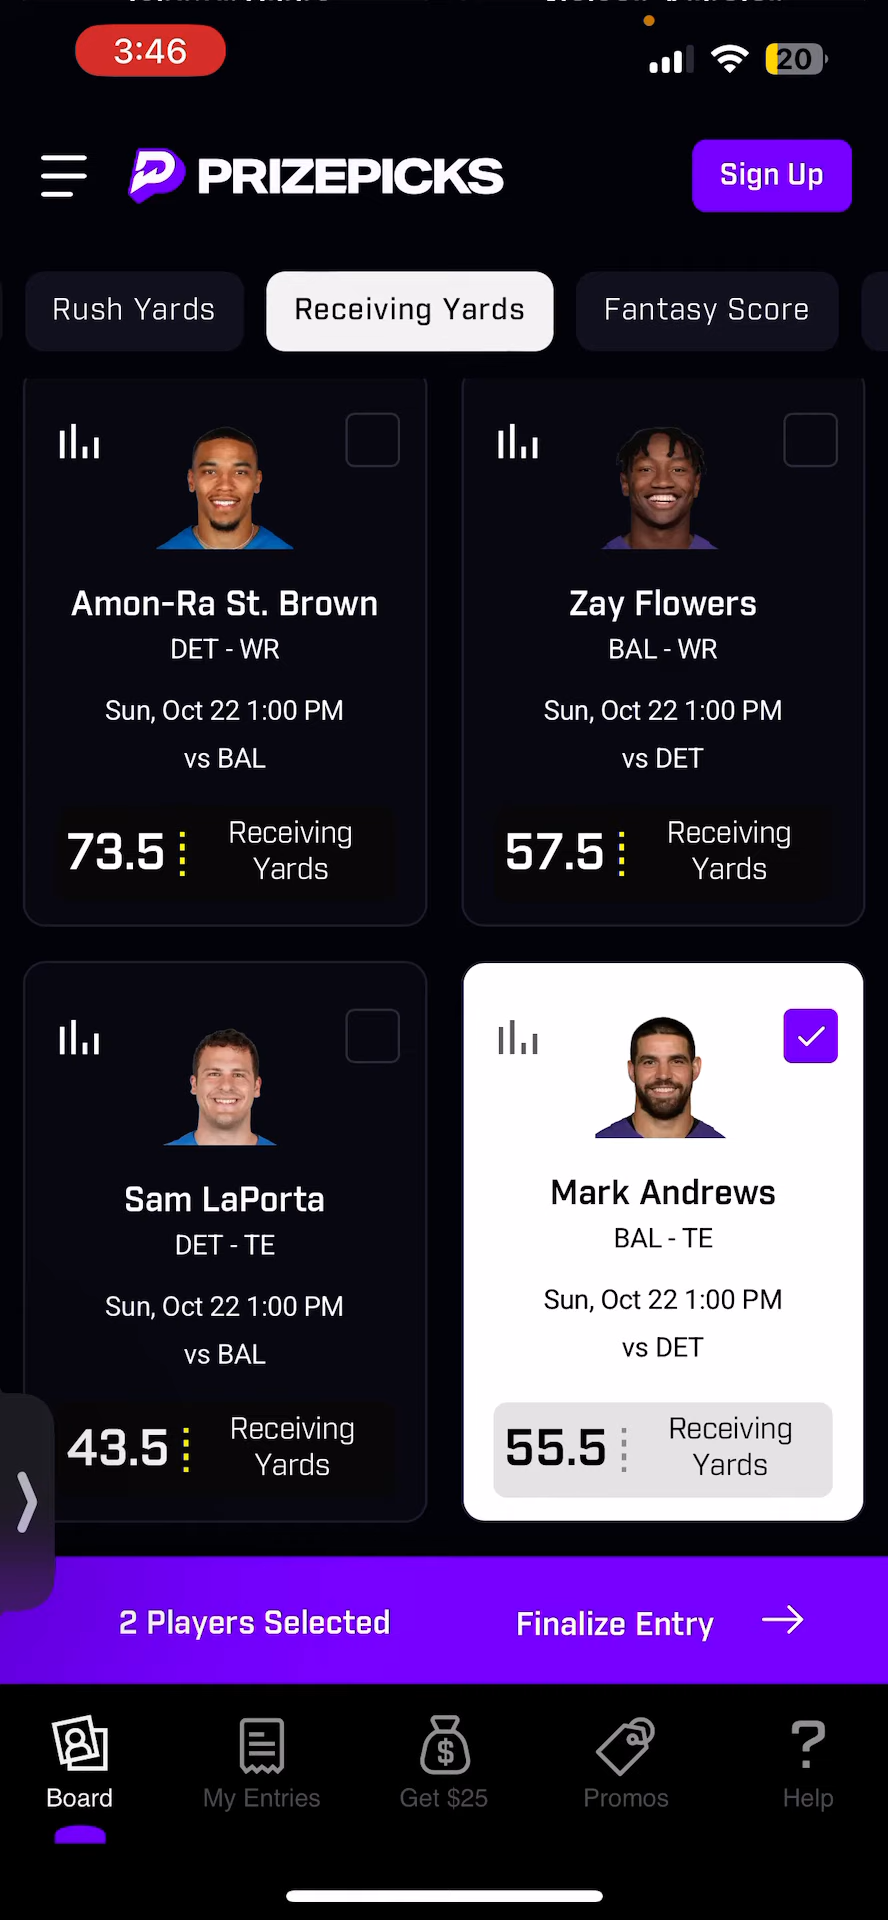 3:46
20
PRIZEPICKS
Sign Up
Rush Yards
Receiving Yards
Fantasy Score
Amon-Ra St. Brown
DET - WR
Sun, Oct 22 1:00 PM
vs BAL
73.5
Receiving
Yards
Zay Flowers
BAL - WR
Sun, Oct 22 1:00 PM
vs DET
57.5
Receiving
Yards
Sam LaPorta
DET - TE
Sun, Oct 22 1:00 PM
vs BAL
43.5
Receiving
Yards
Mark Andrews
BAL - TE
Sun, Oct 22 1:00 PM
vs DET
55.5
Receiving
Yards
2 Players Selected
Finalize Entry
Board
My Entries
Get $25
Promos
Help